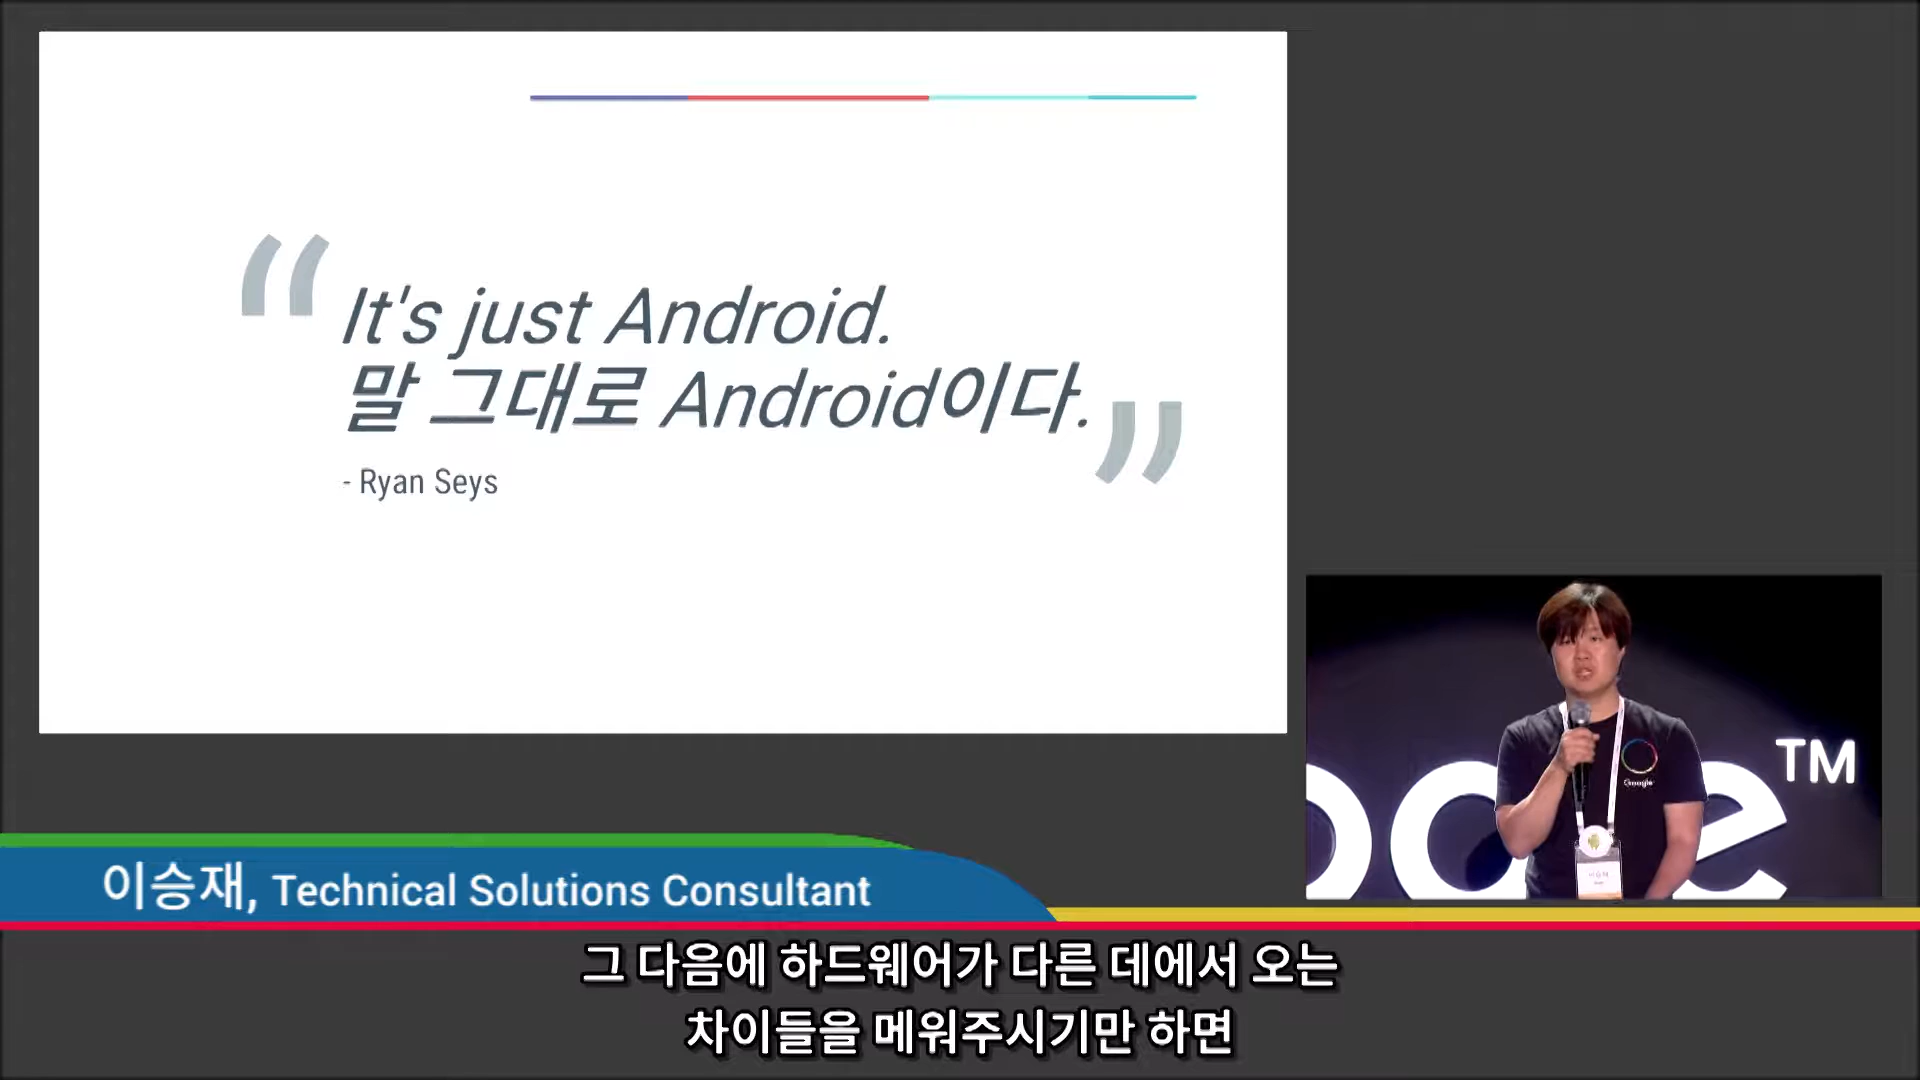 “
It's just Android.
말 그대로 Android이다.
”
- Ryan Seys
TM
Google
이승재, Technical Solutions Consultant
그 다음에 하드웨어가 다른 데에서 오는
차이들을 메워주시기만 하면